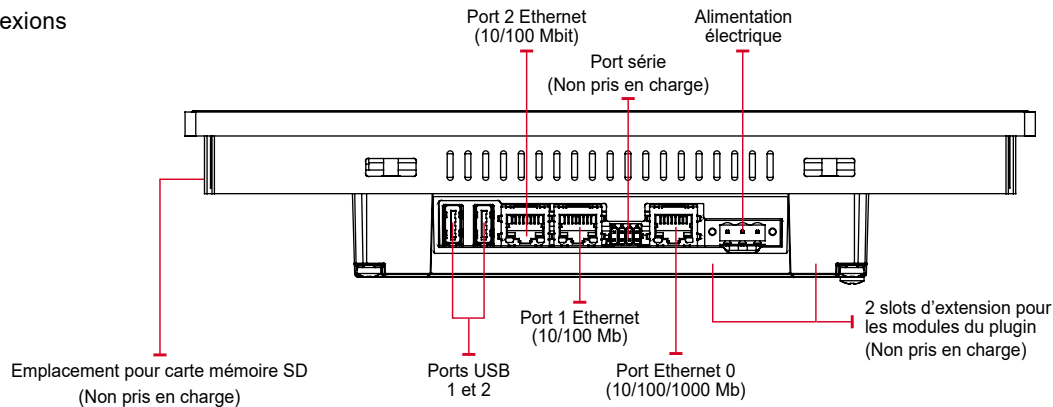 exions
Port 2 Ethernet
(10/100 Mbit)
Alimentation
électrique
Port série
(Non pris en charge)
2 slots d’extension pour
les modules du plugin
(Non pris en charge)
Port 1 Ethernet
(10/100 Mb)
Emplacement pour carte mémoire SD
(Non pris en charge)
Ports USB
1 et 2
Port Ethernet 0
(10/100/1000 Mb)